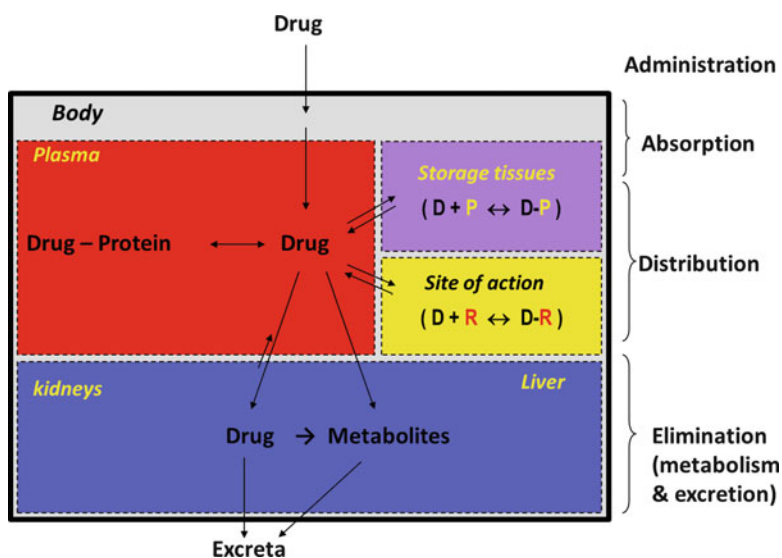 Drug
Administration
Body
Absorption
Plasma
Storage tissues
( D + P ↔ D-P )
Drug – Protein ↔ Drug
Distribution
Site of action
( D + R ↔ D-R )
kidneys
Liver
Drug → Metabolites
Elimination
(metabolism
& excretion)
Excreta